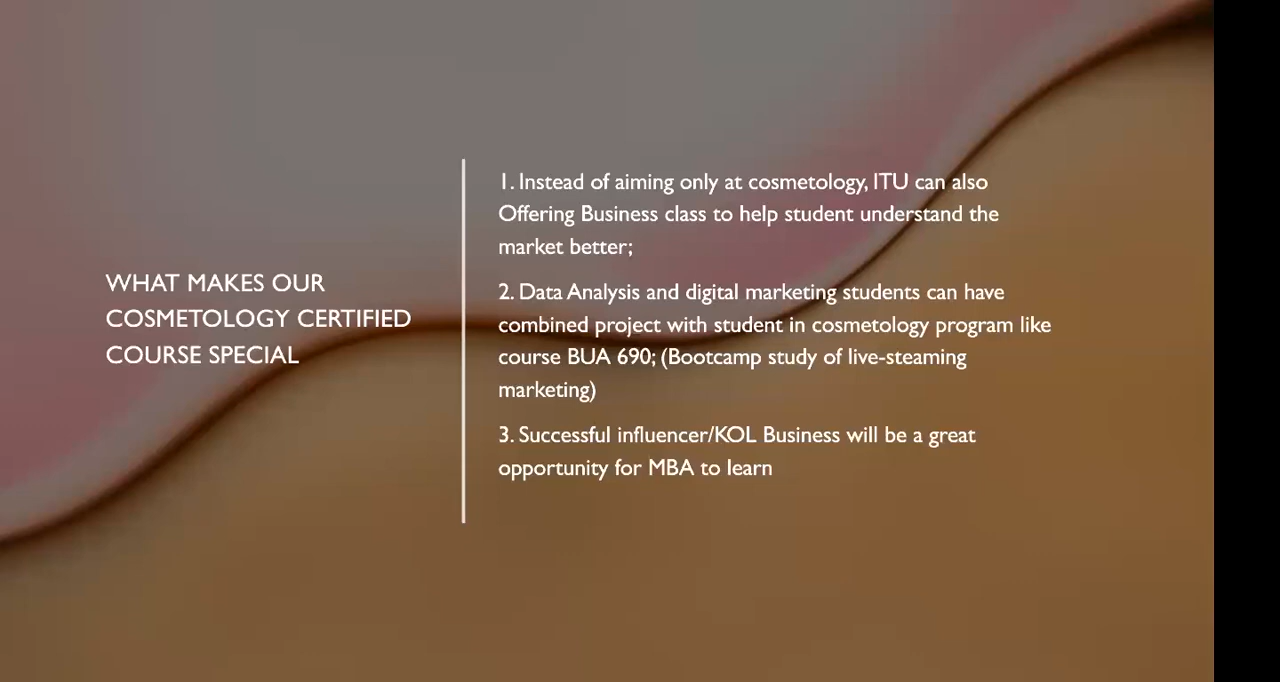 WHAT MAKES OUR
COSMETOLOGY CERTIFIED
COURSE SPECIAL
1. Instead of aiming only at cosmetology, ITU can also
Offering Business class to help student understand the
market better;
2. Data Analysis and digital marketing students can have
combined project with student in cosmetology program like
course BUA 690; (Bootcamp study of live-steaming
marketing)
3. Successful influencer/KOL Business will be a great
opportunity for MBA to learn